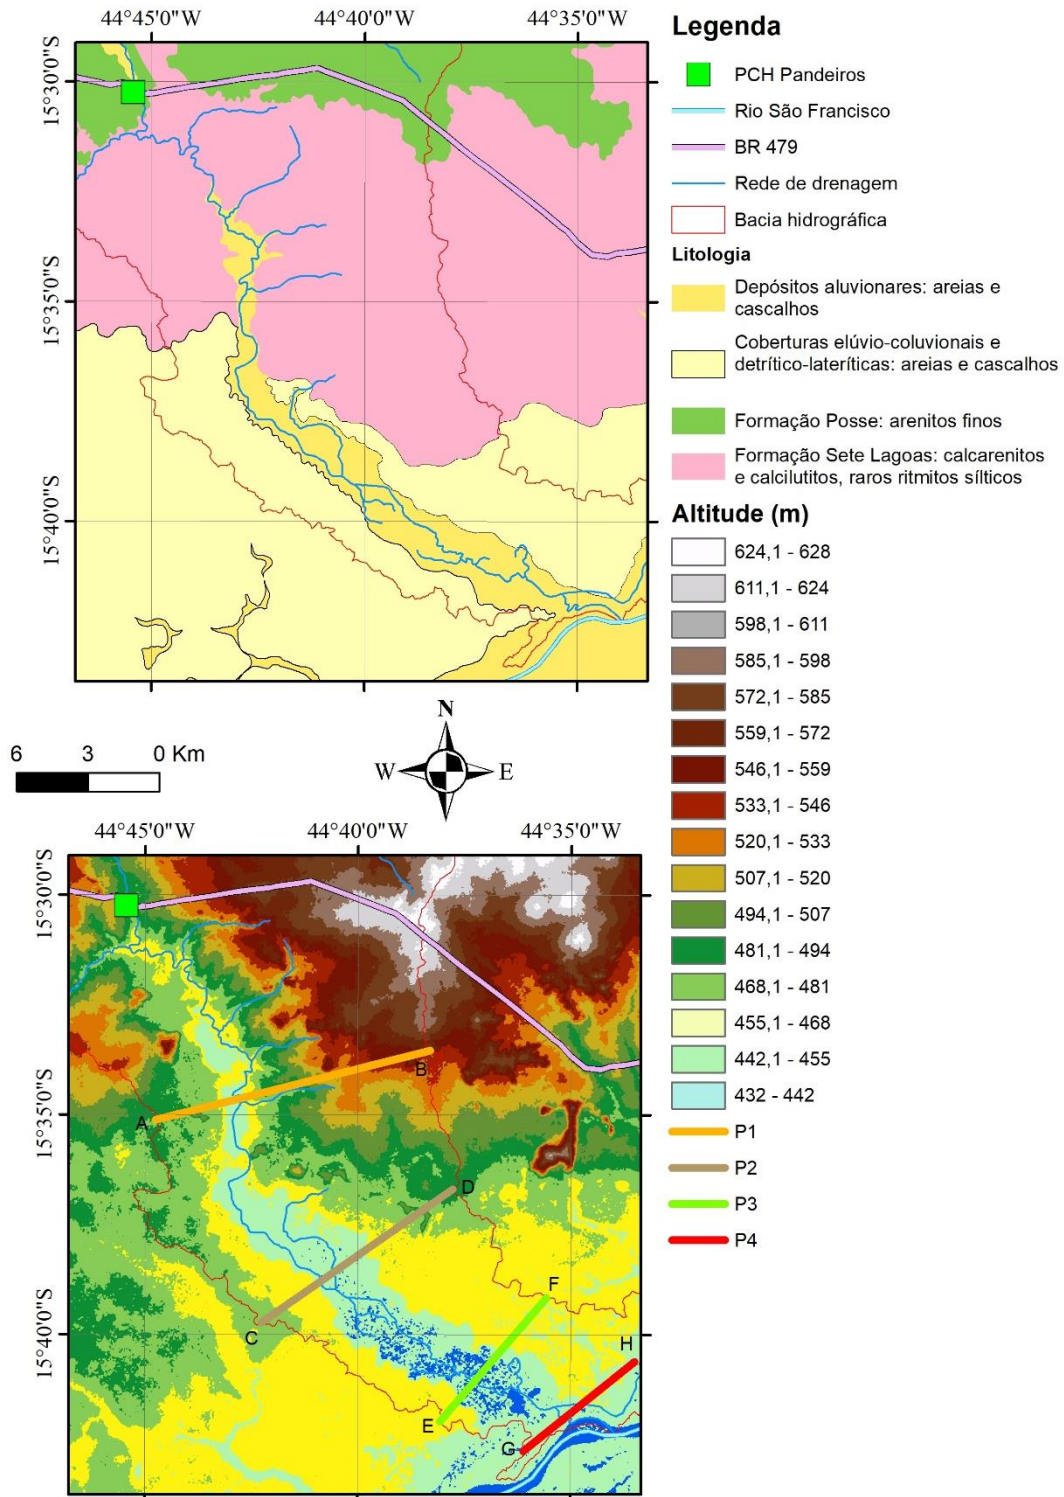 44°45'0"W
44°40'0"W
44°35'0"W
15°30'0"S
15°35'0"S
15°40'0"S
Legenda
PCH Pandeiros
Rio São Francisco
BR 479
Rede de drenagem
Bacia hidrográfica
Litologia
Depósitos aluvionares: areias e
cascalhos
Coberturas elúvio-coluvionais e
detrítico-lateríticas: areias e cascalhos
Formação Posse: arenitos finos
Formação Sete Lagoas: calcarenitos
e calcilutitos, raros ritmitos sílticos
Altitude (m)
624,1 - 628
611,1 - 624
598,1 - 611
585,1 - 598
572,1 - 585
559,1 - 572
546,1 - 559
533,1 - 546
520,1 - 533
507,1 - 520
494,1 - 507
481,1 - 494
468,1 - 481
455,1 - 468
442,1 - 455
432 - 442
P1
P2
P3
P4
N
W
E
S
6 3 0 Km
44°45'0"W
44°40'0"W
44°35'0"W
15°30'0"S
15°35'0"S
15°40'0"S
A
B
C
D
E
F
G
H